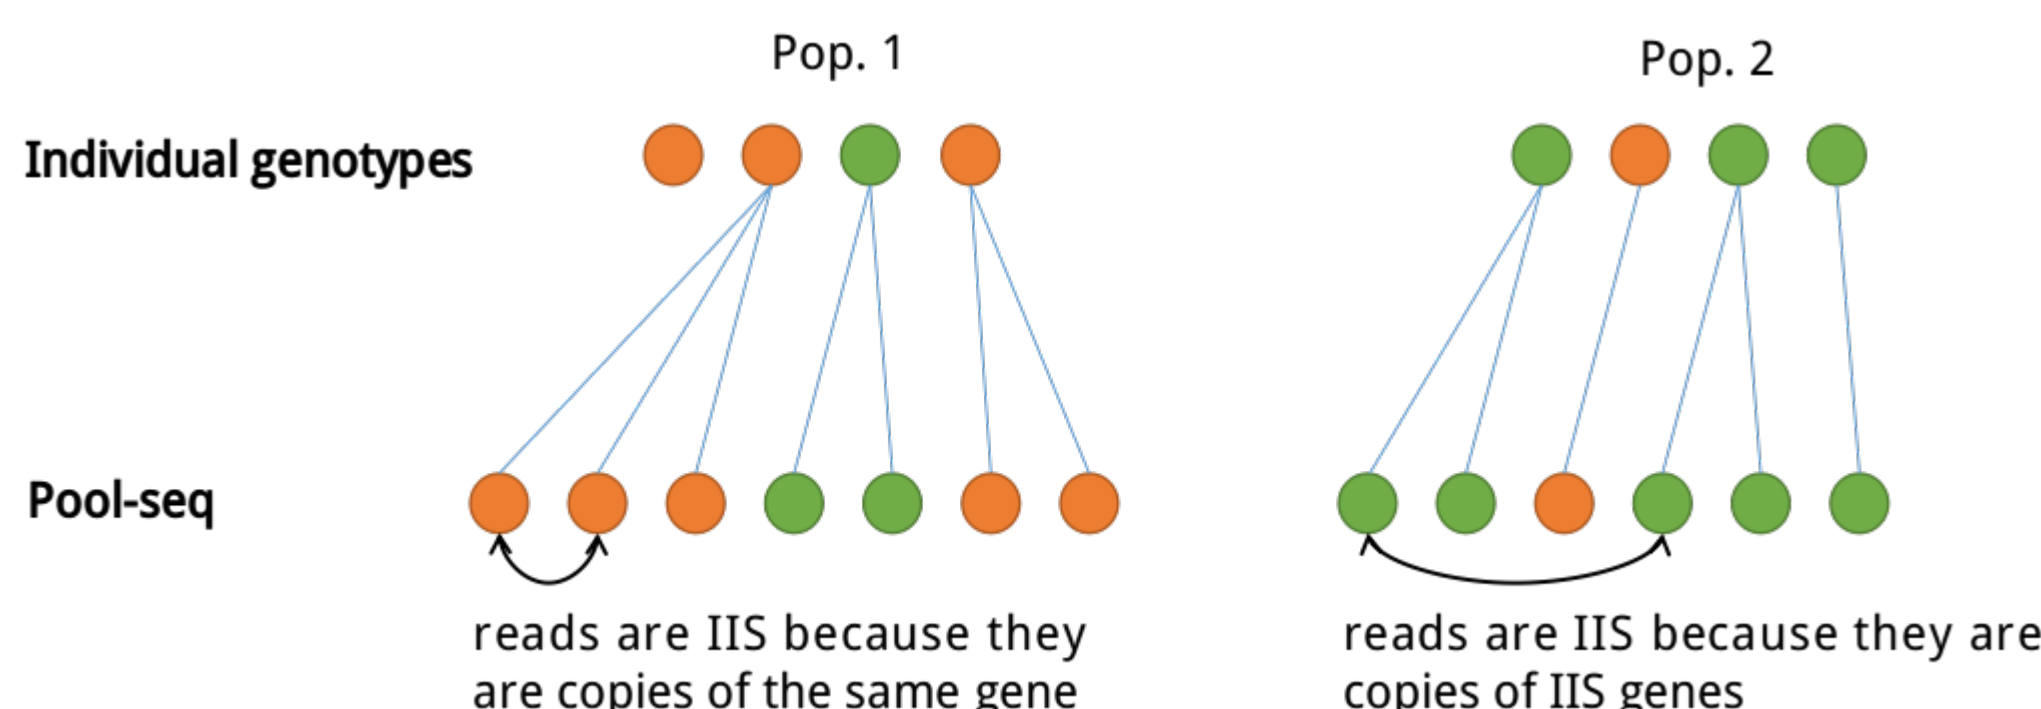 Pop. 1
Pop. 2
Individual genotypes
Pool-seq
reads are IIS because they
are copies of the same gene
reads are IIS because they are
copies of IIS genes